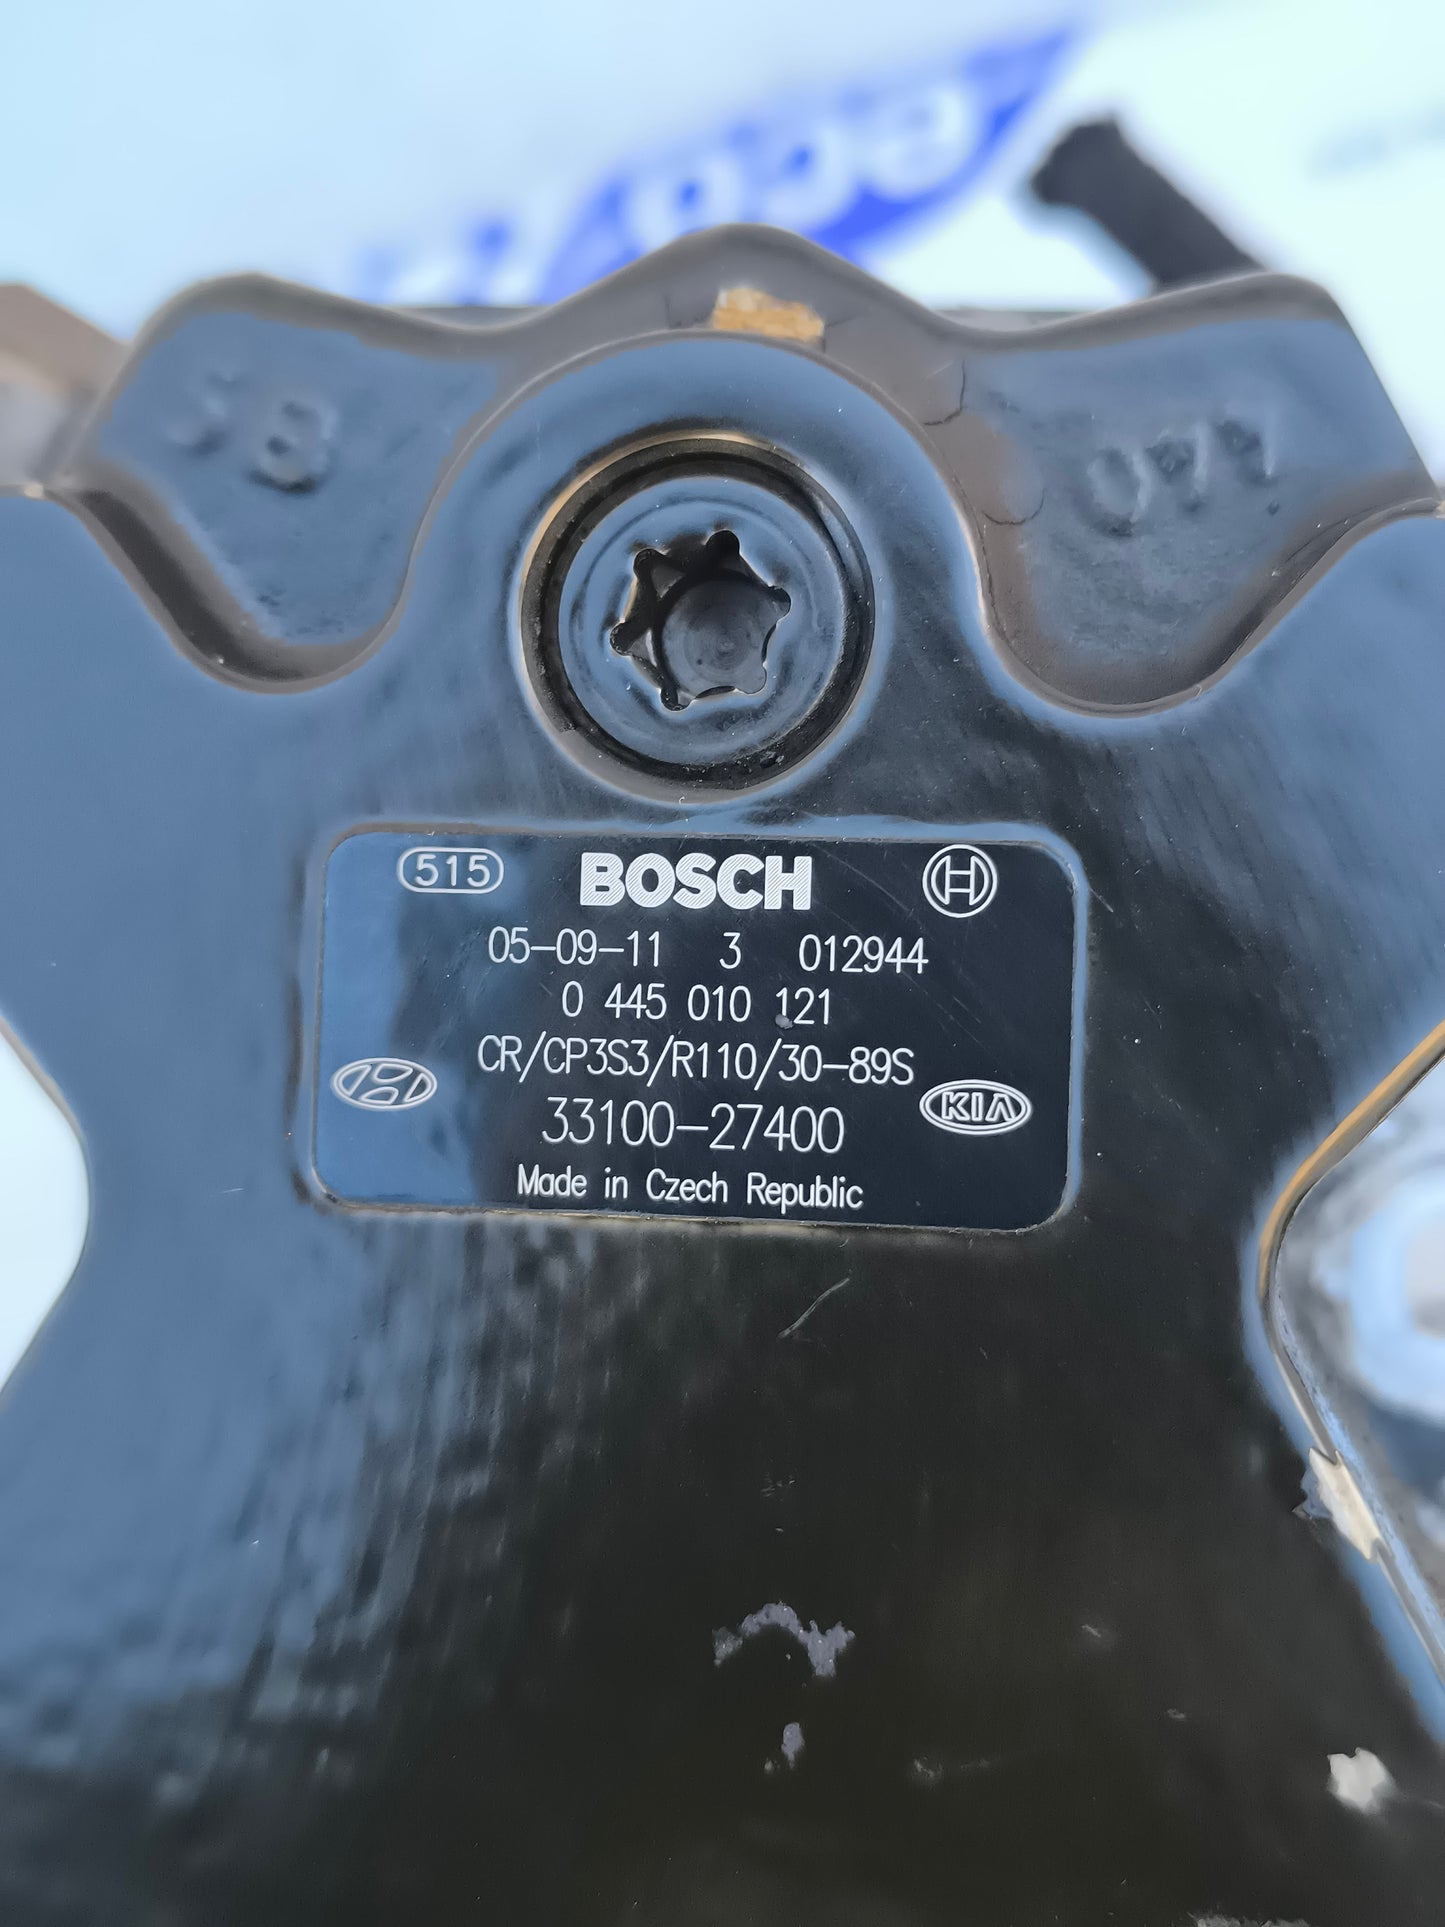 515 BOSCH
05-09-11 3 012944
0 445 010 121
CR/CP3S3/R110/30-89S
KIA
33100-27400
Made in Czech Republic